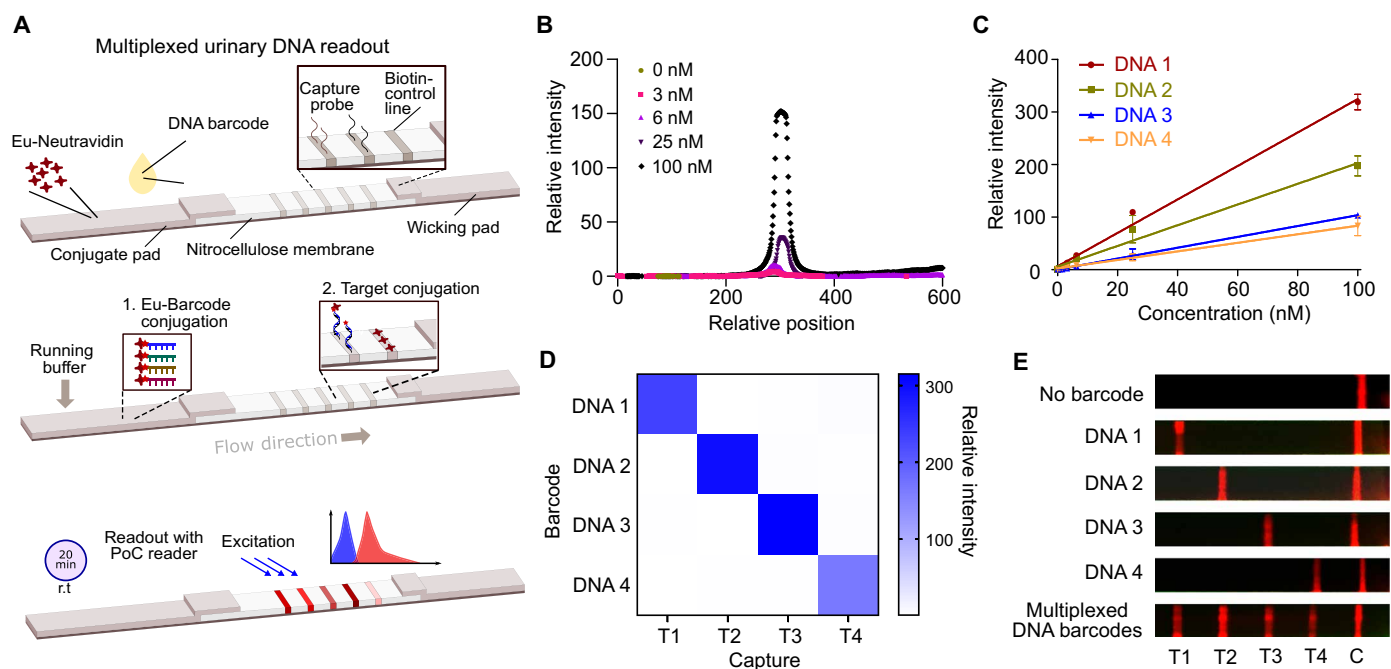 A
Multiplexed urinary DNA readout
Capture
probe
Biotin-
control
line
DNA barcode
Eu-Neutravidin
Wicking pad
Nitrocellulose membrane
Conjugate pad
1. Eu-Barcode
conjugation
2. Target conjugation
Running
buffer
Flow direction
20
min
r.t
Readout with
PoC reader
Excitation
B
Relative intensity
200
150
100
50
0
0 nM
3 nM
6 nM
25 nM
100 nM
0
200
400
600
Relative position
C
Relative intensity
400
300
200
100
0
DNA 1
DNA 2
DNA 3
DNA 4
0
20
40
60
80
100
Concentration (nM)
D
Barcode
DNA 1
DNA 2
DNA 3
DNA 4
T1
T2
T3
T4
Capture
300
200
100
Relative intensity
E
No barcode
DNA 1
DNA 2
DNA 3
DNA 4
Multiplexed
DNA barcodes
T1
T2
T3
T4
C